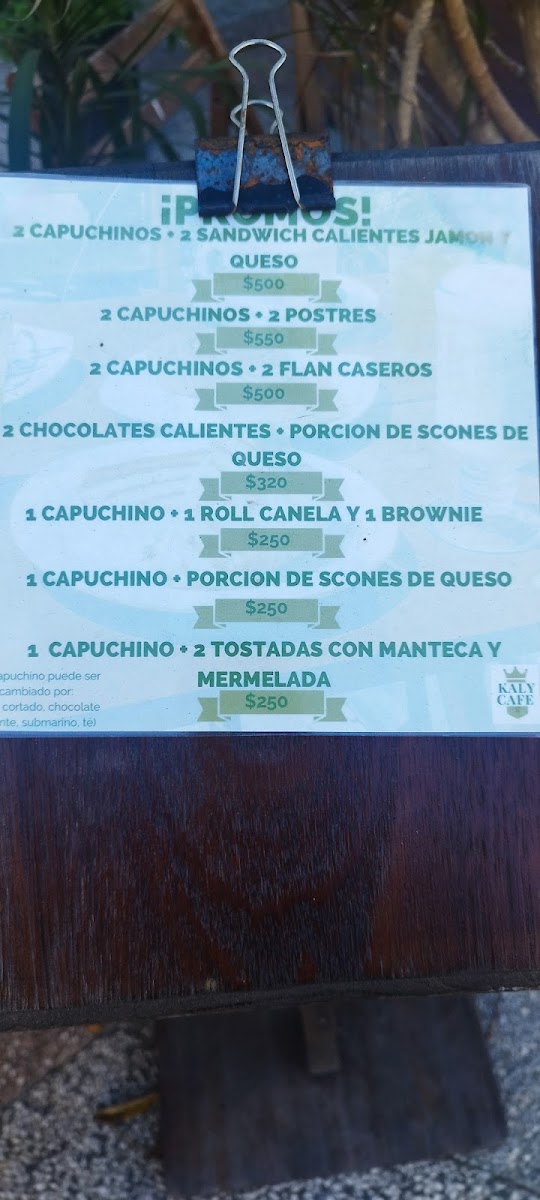 ¡PROMOS!
2 CAPUCHINOS + 2 SANDWICH CALIENTES JAMON Y
QUESO
$500
2 CAPUCHINOS + 2 POSTRES
$550
2 CAPUCHINOS + 2 FLAN CASEROS
$500
2 CHOCOLATES CALIENTES + PORCION DE SCONES DE
QUESO
$320
1 CAPUCHINO + 1 ROLL CANELA Y 1 BROWNIE
$250
1 CAPUCHINO + PORCION DE SCONES DE QUESO
$250
1 CAPUCHINO + 2 TOSTADAS CON MANTECA Y
MERMELADA
$250
apuchino puede ser
cambiado por:
cortado, chocolate
nte, submarino, te)
KALY
CAFE